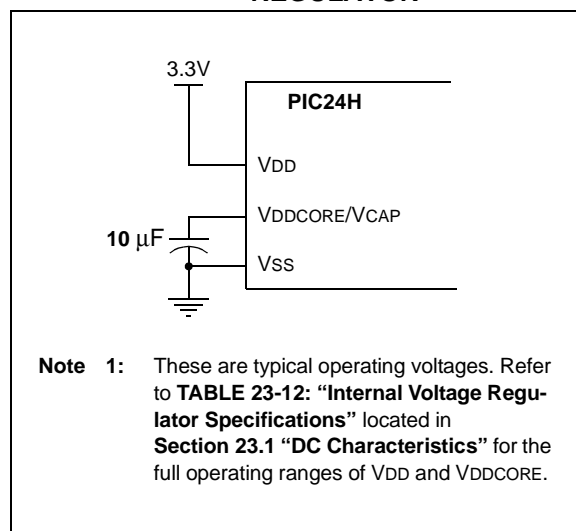 3.3V
PIC24H
VDD
VDDCORE/VCAP
10 μF
VSS
Note 1: These are typical operating voltages. Refer
to TABLE 23-12: “Internal Voltage Regu-
lator Specifications” located in
Section 23.1 “DC Characteristics” for the
full operating ranges of VDD and VDDCORE.